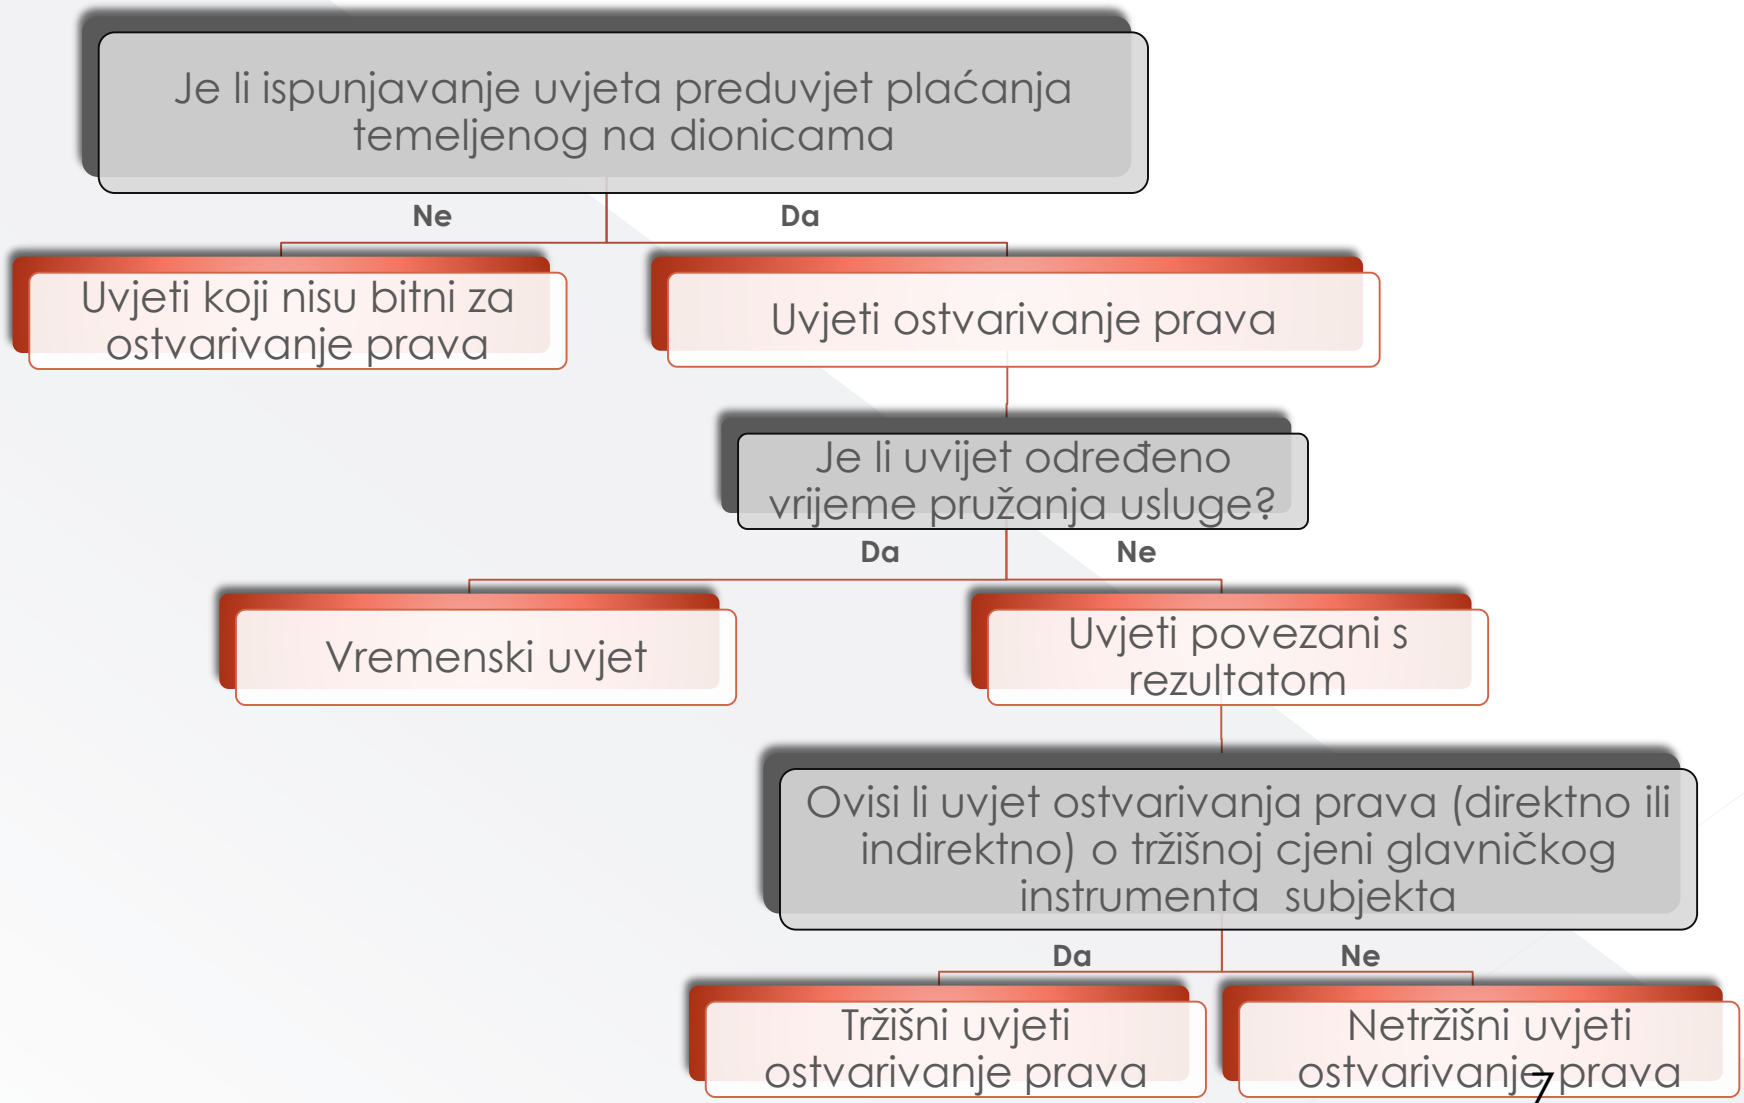 Je li ispunjavanje uvjeta preduvjet plaćanja
temeljenog na dionicama
Ne
Da
Uvjeti koji nisu bitni za
ostvarivanje prava
Uvjeti ostvarivanje prava
Je li uvijet određeno
vrijeme pružanja usluge?
Da
Ne
Vremenski uvjet
Uvjeti povezani s
rezultatom
Ovisi li uvjet ostvarivanja prava (direktno ili
indirektno) o tržišnoj cjeni glavničkog
instrumenta subjekta
Da
Ne
Tržišni uvjeti
ostvarivanje prava
Netržišni uvjeti
ostvarivanje prava
7